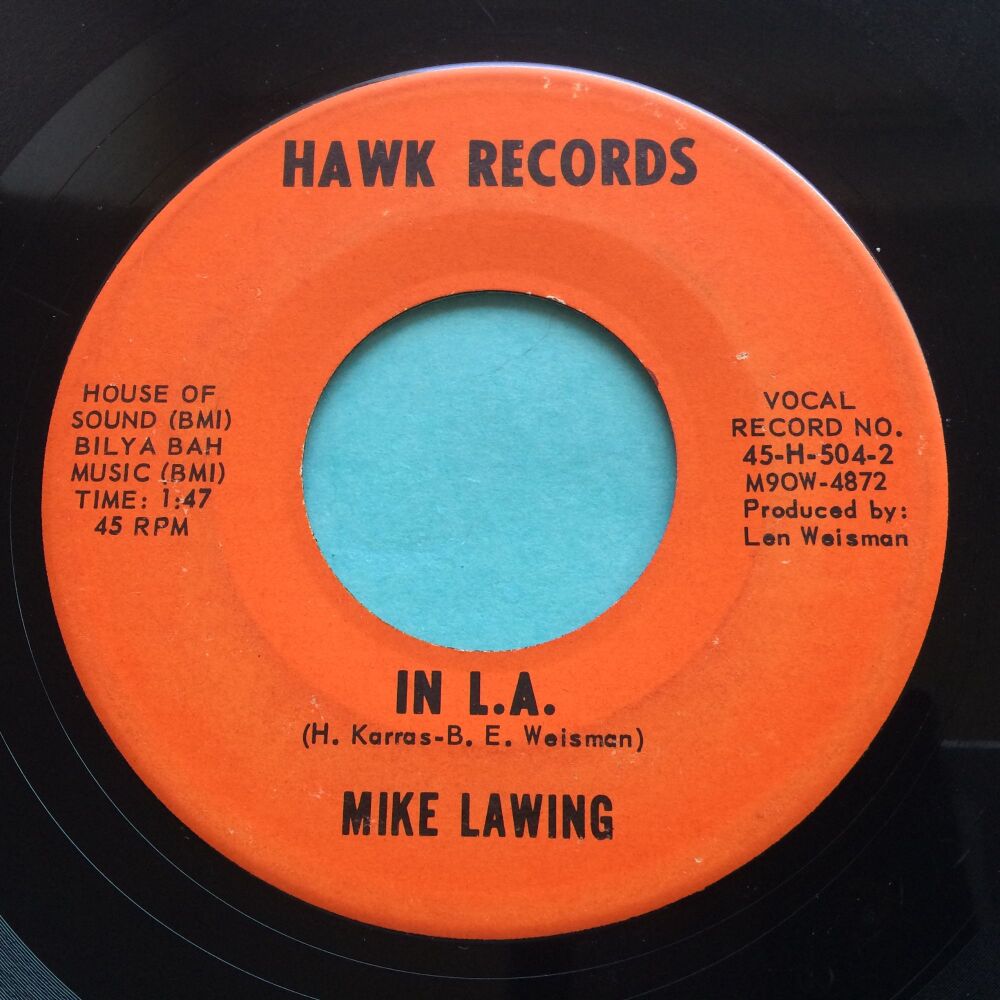 HAWK RECORDS
HOUSE OF
SOUND (BMI)
BILYA BAH
MUSIC (BMI)
TIME: 1:47
45 RPM
VOCAL
RECORD NO.
45-H-504-2
M9OW-4872
Produced by:
Len Weisman
IN L.A.
(H. Karras-B. E. Weisman)
MIKE LAWING